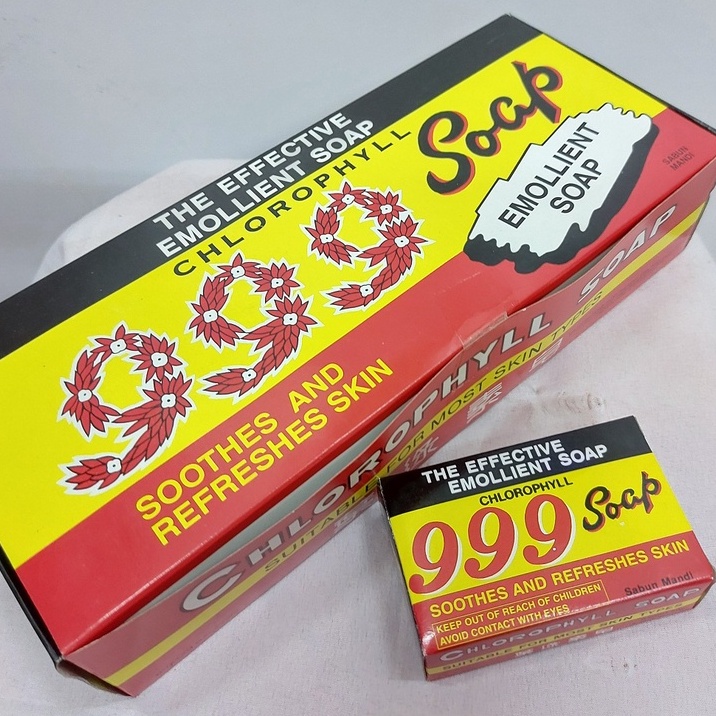 THE EFFECTIVE
EMOLLIENT SOAP
CHLOROPHYLL
999
Soap
EMOLLIENT
SOAP
SABUN
MANDI
SOOTHES AND
REFRESHES SKIN
CHLOROPHYLL SOAP
SUITABLE FOR MOST SKIN TYPES
THE EFFECTIVE
EMOLLIENT SOAP
CHLOROPHYLL
999 Soap
SOOTHES AND REFRESHES SKIN
KEEP OUT OF REACH OF CHILDREN
AVOID CONTACT WITH EYES
Sabun Mandi
CHLOROPHYLL SOAP
SUITABLE FOR MOST SKIN TYPES